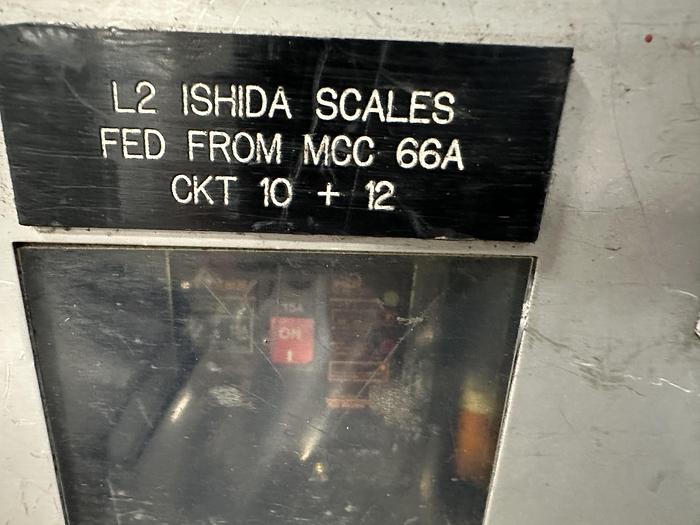 L2 ISHIDA SCALES
FED FROM MCC 66A
CKT 10 + 12
ON
I